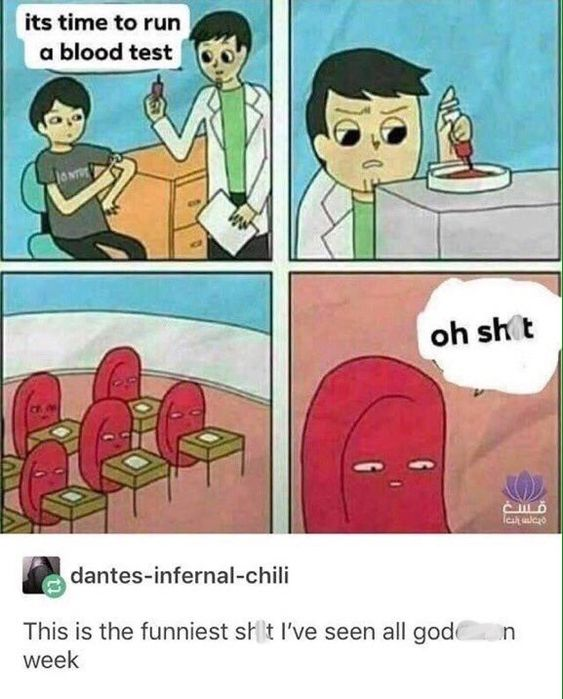 its time to run
a blood test
oh sh t
dantes-infernal-chili
This is the funniest sh t I've seen all god n
week